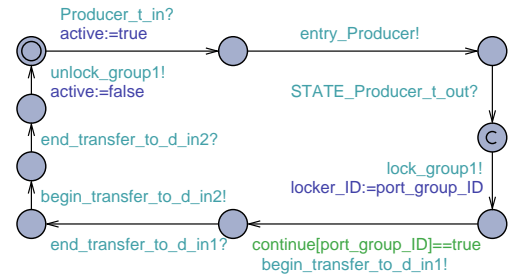 Producer_t_in?
active:=true
entry_Producer!
unlock_group1!
active:=false
STATE_Producer_t_out?
C
end_transfer_to_d_in2?
lock_group1!
locker_ID:=port_group_ID
begin_transfer_to_d_in2!
end_transfer_to_d_in1?
continue[port_group_ID]==true
begin_transfer_to_d_in1!